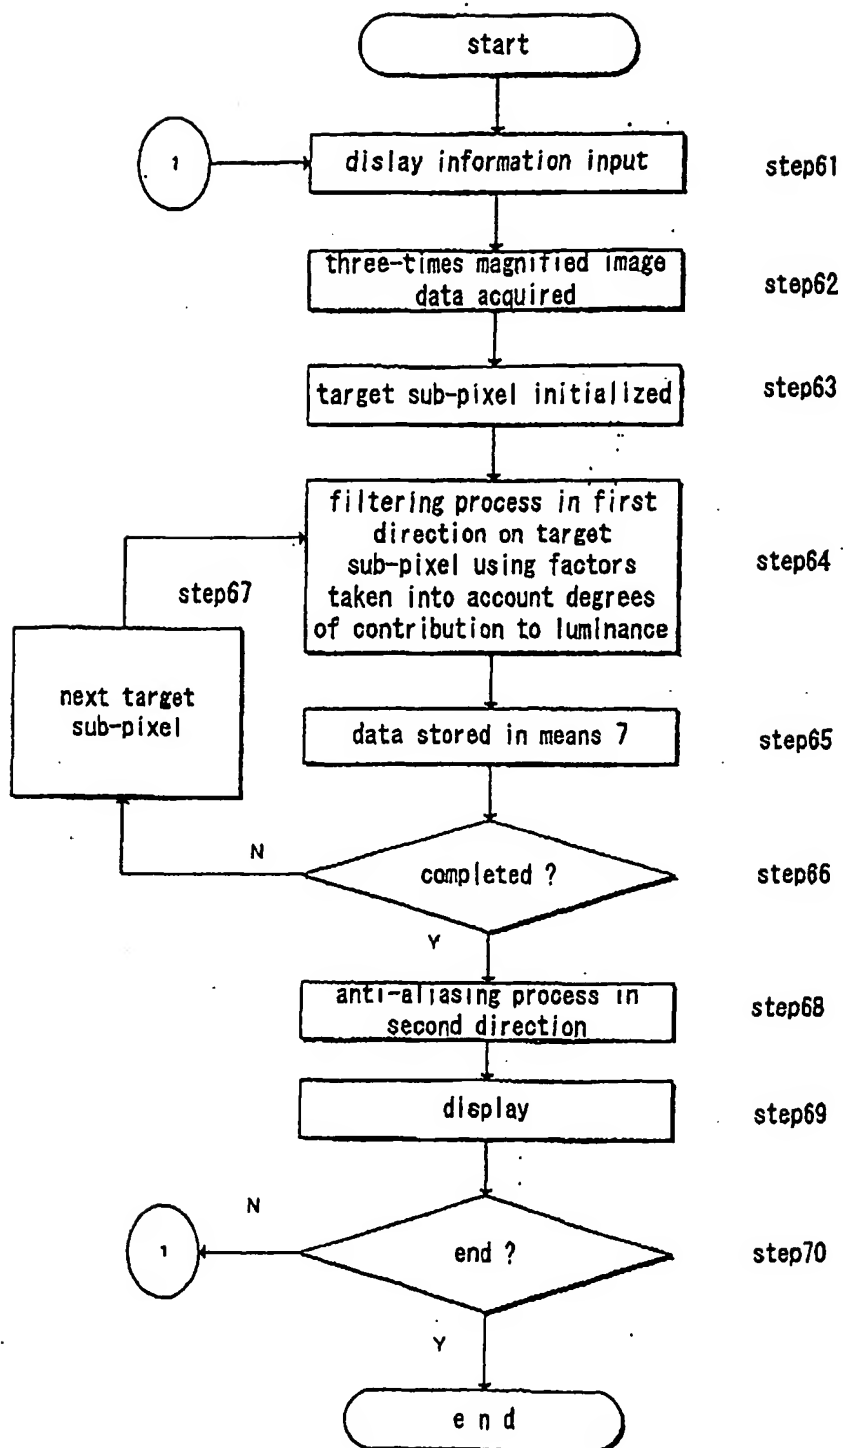 start
1
dislay information input
step61
three-times magnified image
data acquired
step62
target sub-pixel initialized
step63
filtering process in first
direction on target
sub-pixel using factors
taken into account degrees
of contribution to luminance
step64
step67
next target
sub-pixel
data stored in means 7
step65
N
completed ?
step66
Y
anti-aliasing process in
second direction
step68
display
step69
N
1
end ?
step70
Y
end